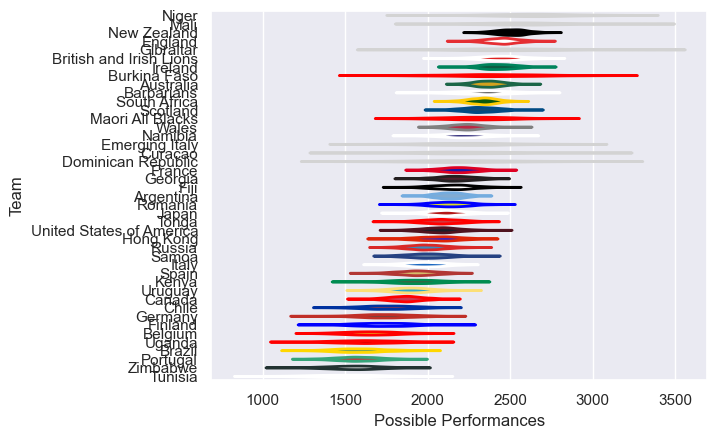 Niger
Mali
New Zealand
England
Gibraltar
British and Irish Lions
Ireland
Burkina Faso
Australia
Barbarians
South Africa
Scotland
Maori All Blacks
Wales
Namibia
Emerging Italy
Curacao
Dominican Republic
France
Georgia
Fiji
Argentina
Romania
Japan
Tonga
United States of America
Hong Kong
Russia
Samoa
Italy
Spain
Kenya
Uruguay
Canada
Chile
Germany
Finland
Belgium
Uganda
Brazil
Portugal
Zimbabwe
Tunisia
Team
1000 1500 2000 2500 3000 3500
Possible Performances